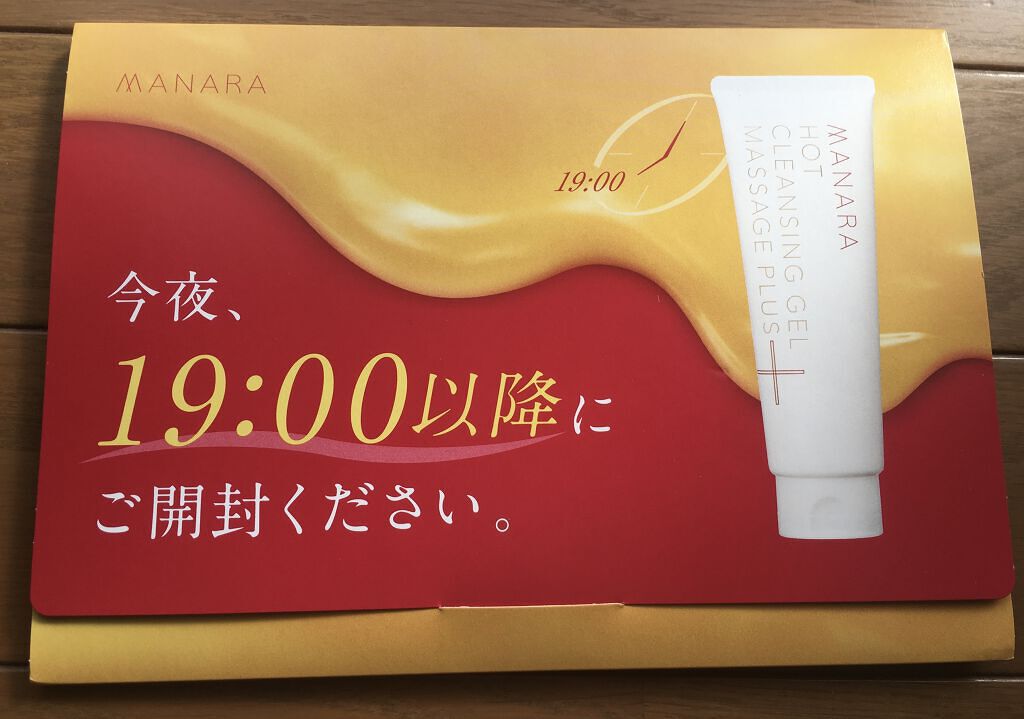 MANARA
19:00
MANARA
HOT
CLEANSING GEL
MASSAGE PLUS
今夜、
19:00以降に
ご開封ください。